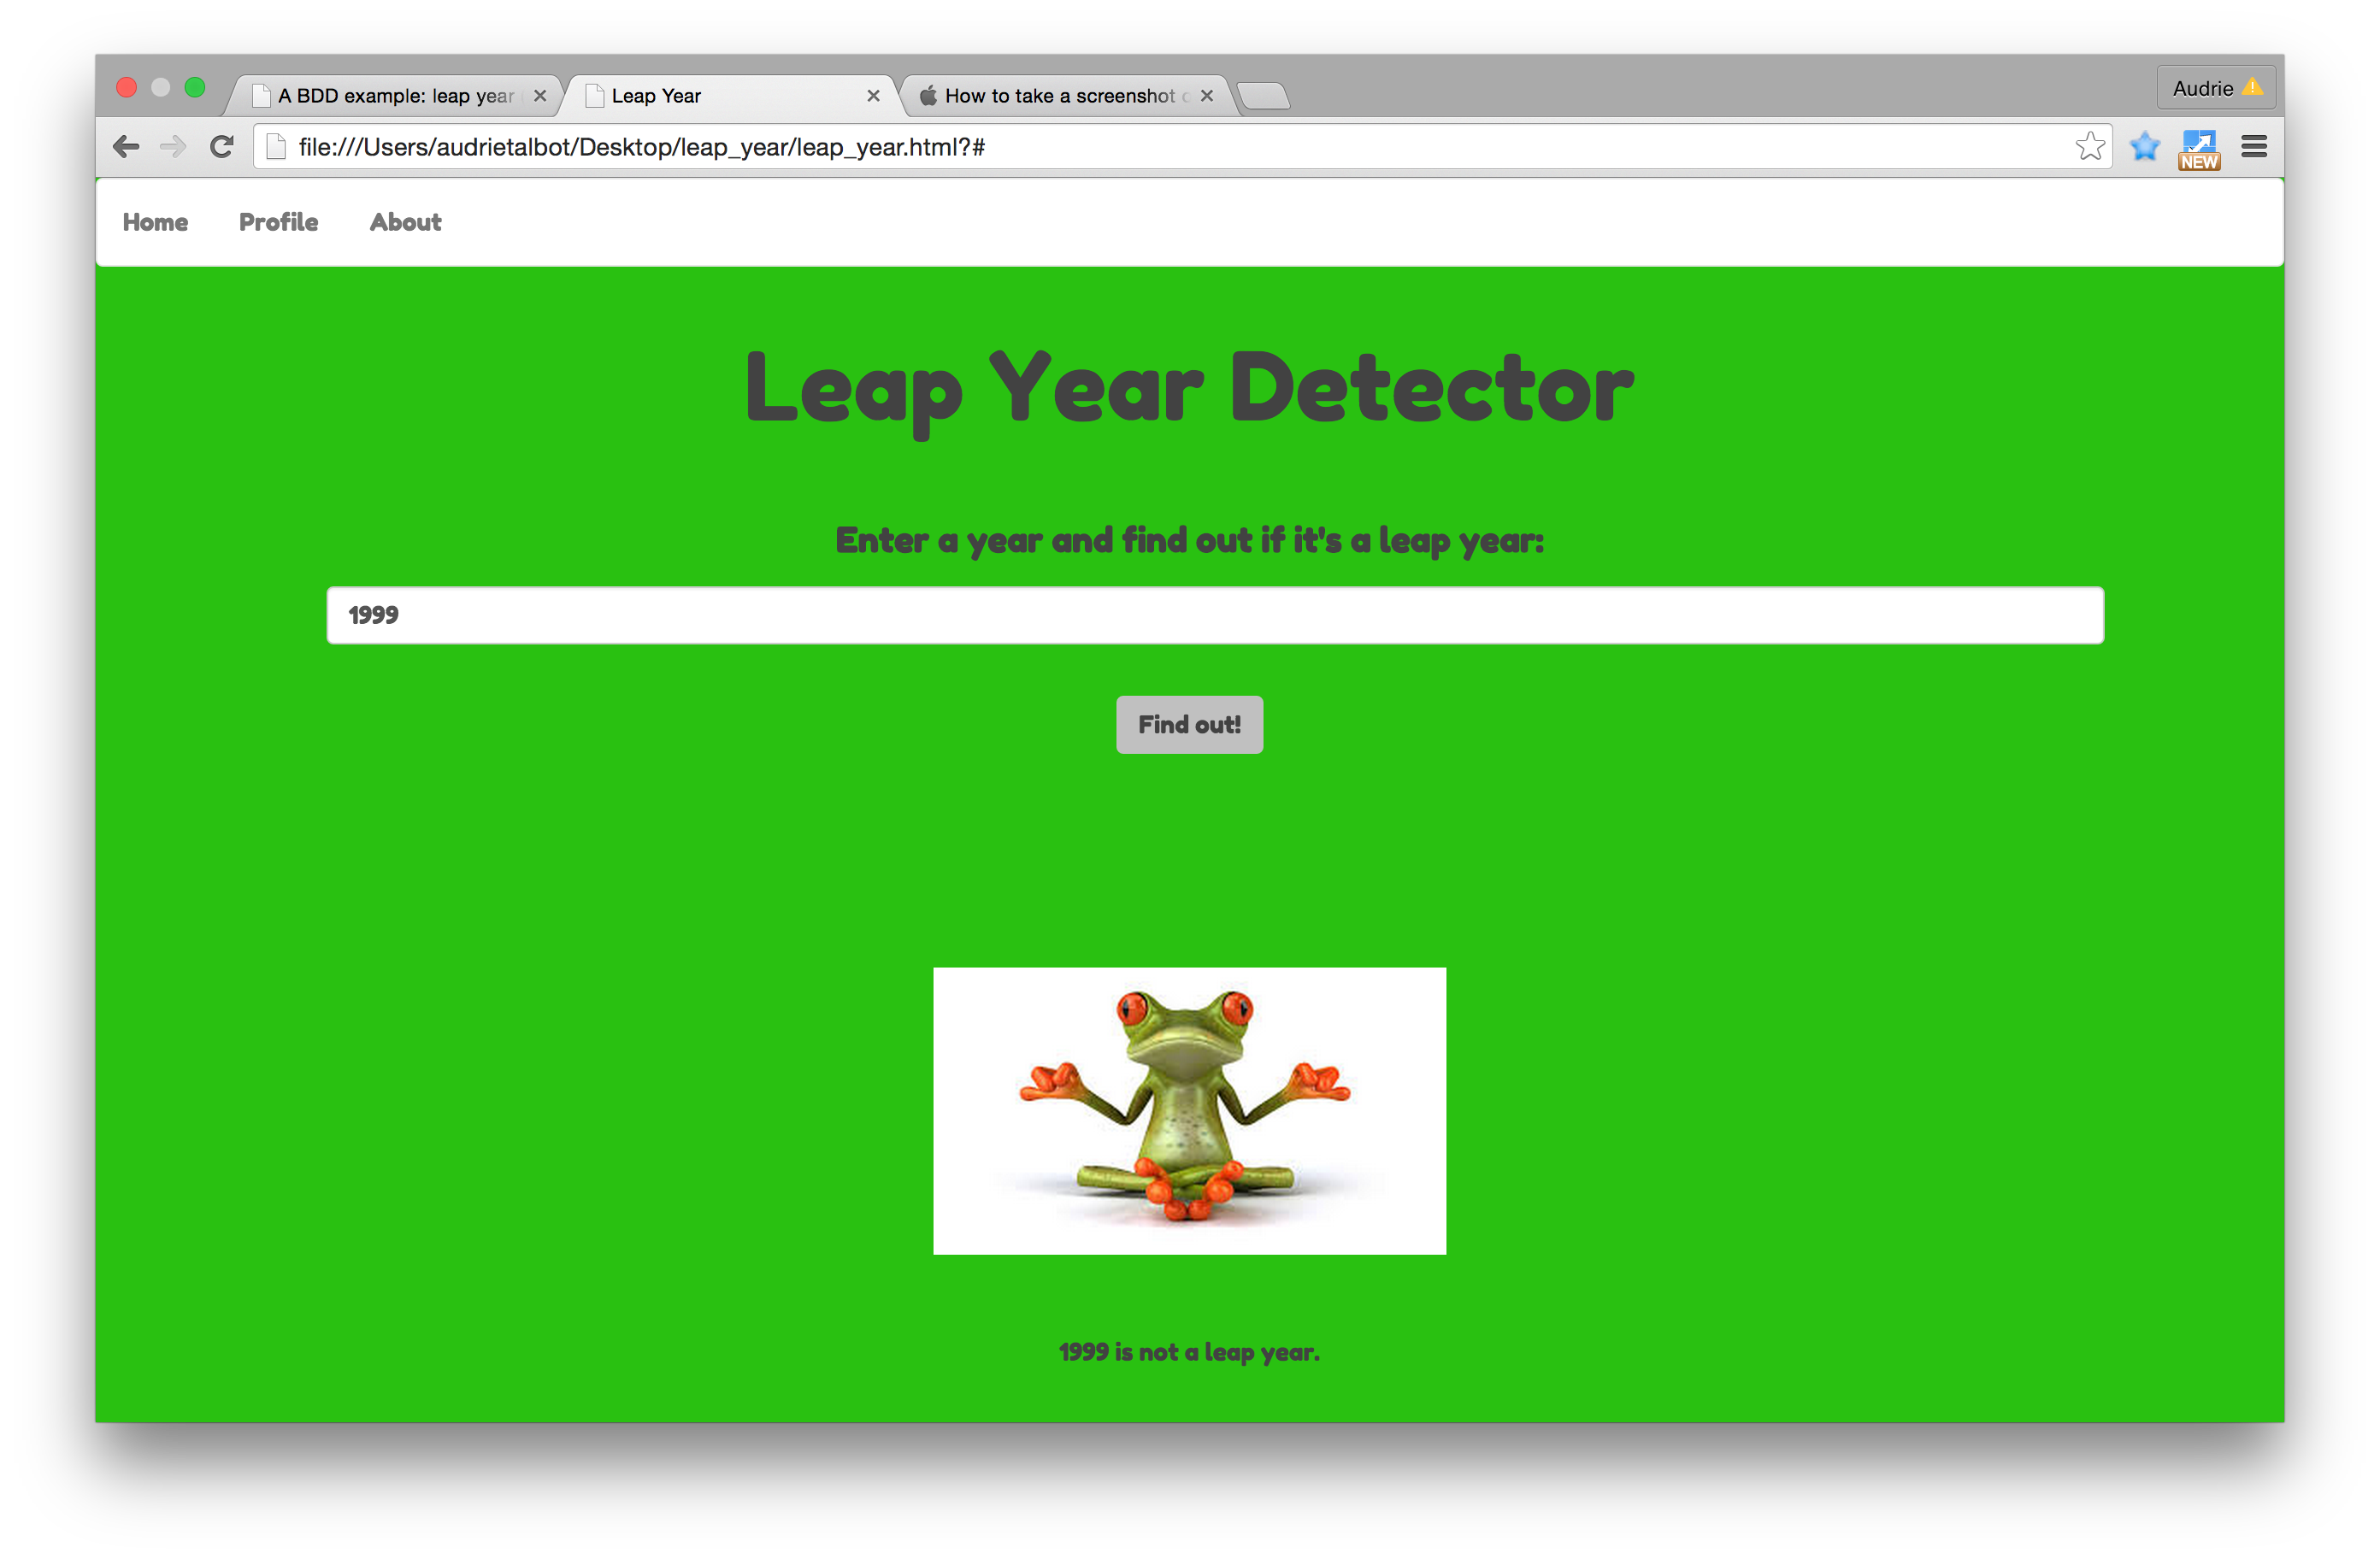 A BDD example: leap year
Leap Year
How to take a screenshot
Audrie
file:///Users/audrietalbot/Desktop/leap_year/leap_year.html?#
NEW
Home Profile About
Leap Year Detector
Enter a year and find out if it's a leap year:
1999
Find out!
1999 is not a leap year.